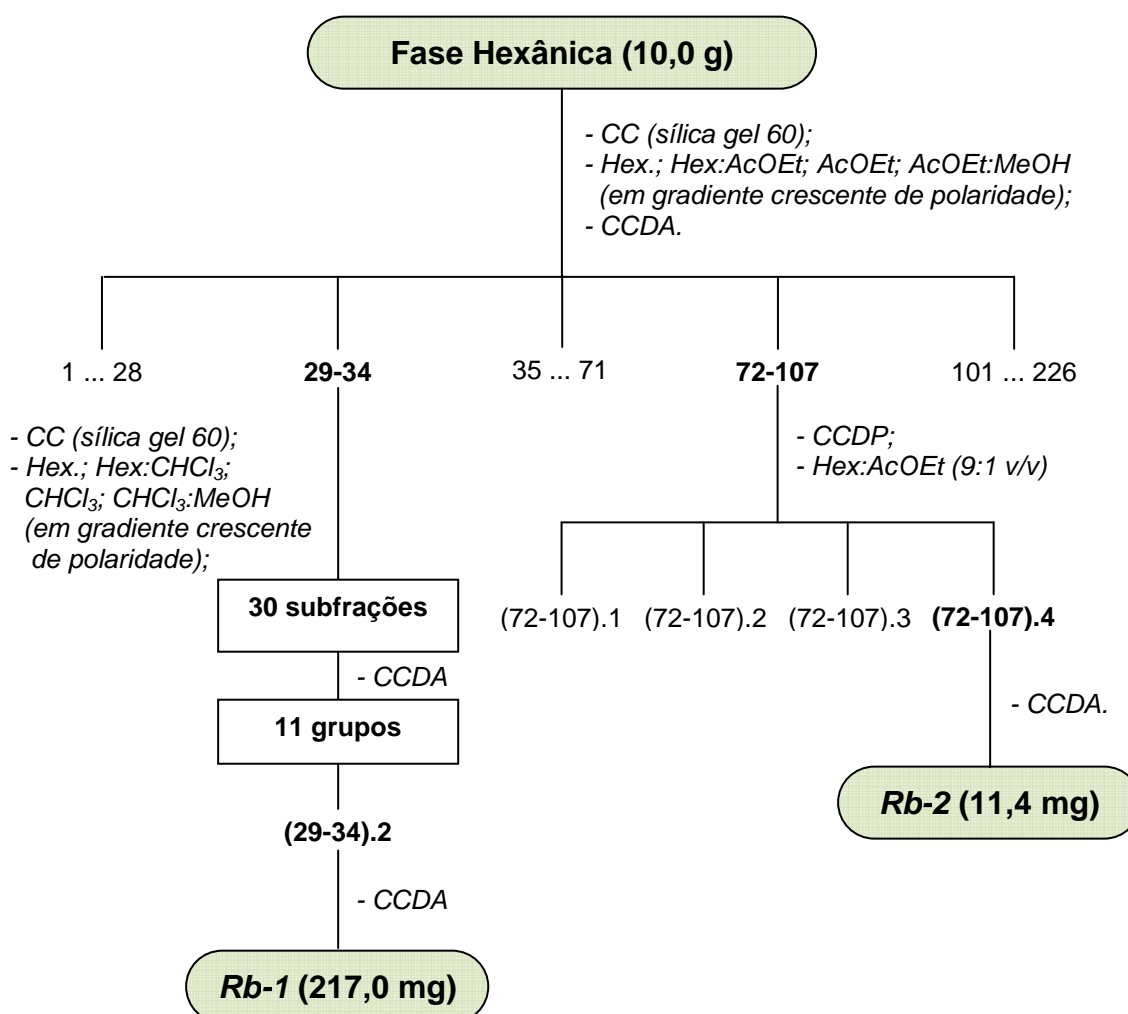 Fase Hexânica (10,0 g)
- CC (sílica gel 60);
- Hex.; Hex:AcOEt; AcOEt; AcOEt:MeOH
(em gradiente crescente de polaridade);
- CCDA.
1 ... 28
29-34
35 ... 71
72-107
101 ... 226
- CC (sílica gel 60);
- Hex.; Hex:CHCl₃;
CHCl₃; CHCl₃:MeOH
(em gradiente crescente
de polaridade);
- CCDP;
- Hex:AcOEt (9:1 v/v)
30 subfrações
(72-107).1
(72-107).2
(72-107).3
(72-107).4
- CCDA
11 grupos
- CCDA.
(29-34).2
Rb-2 (11,4 mg)
- CCDA
Rb-1 (217,0 mg)